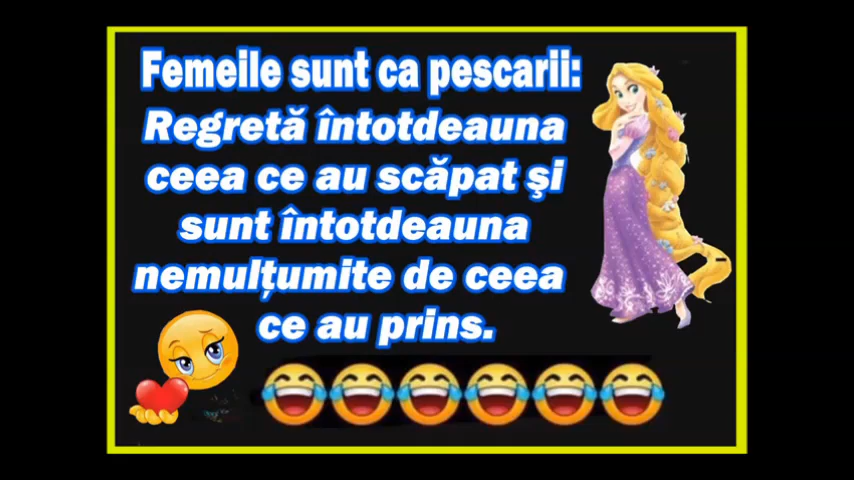 Femeile sunt ca pescarii:
Regretă întotdeauna
ceea ce au scăpat şi
sunt întotdeauna
nemulțumite de ceea
ce au prins.